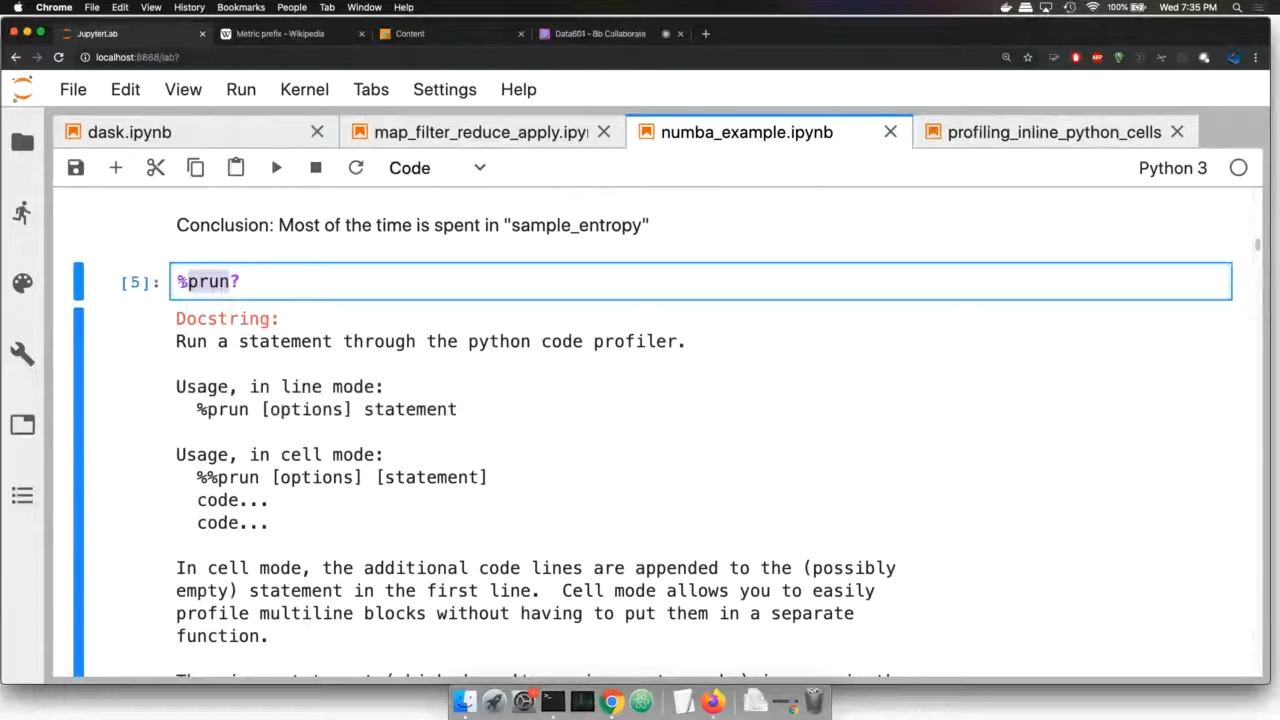 Chrome File Edit View History Bookmarks People Tab Window Help 100% Wed 7:35 PM
JupyterLab Metric prefix - Wikipedia Content Data601 - Bb Collaborate
localhost:8888/lab?
File Edit View Run Kernel Tabs Settings Help
dask.ipynb map_filter_reduce_apply.ipyn numba_example.ipynb profiling_inline_python_cells
Code Python 3
Conclusion: Most of the time is spent in "sample_entropy"
[5]: %prun?
Docstring:
Run a statement through the python code profiler.
Usage, in line mode:
%prun [options] statement
Usage, in cell mode:
%%prun [options] [statement]
code...
code...
In cell mode, the additional code lines are appended to the (possibly
empty) statement in the first line. Cell mode allows you to easily
profile multiline blocks without having to put them in a separate
function.